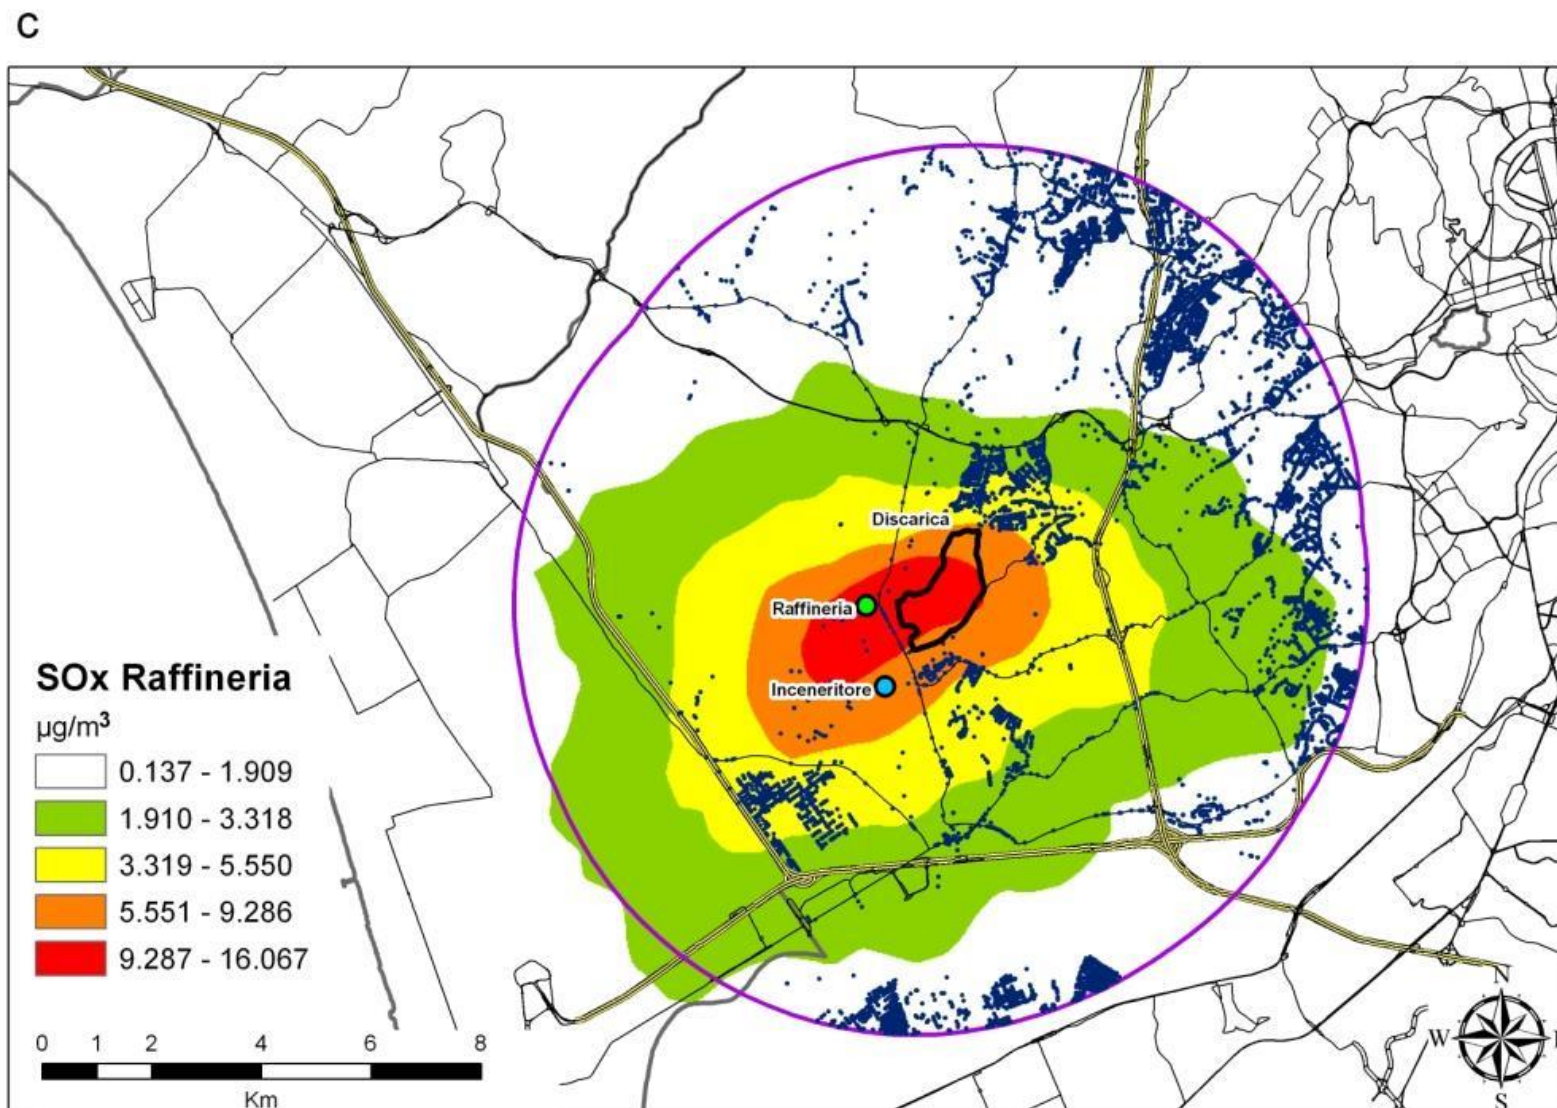 C
Discarica
Raffineria
Inceneritore
SOx Raffineria
µg/m³
0.137 - 1.909
1.910 - 3.318
3.319 - 5.550
5.551 - 9.286
9.287 - 16.067
0 1 2 4 6 8
Km
N
W
S